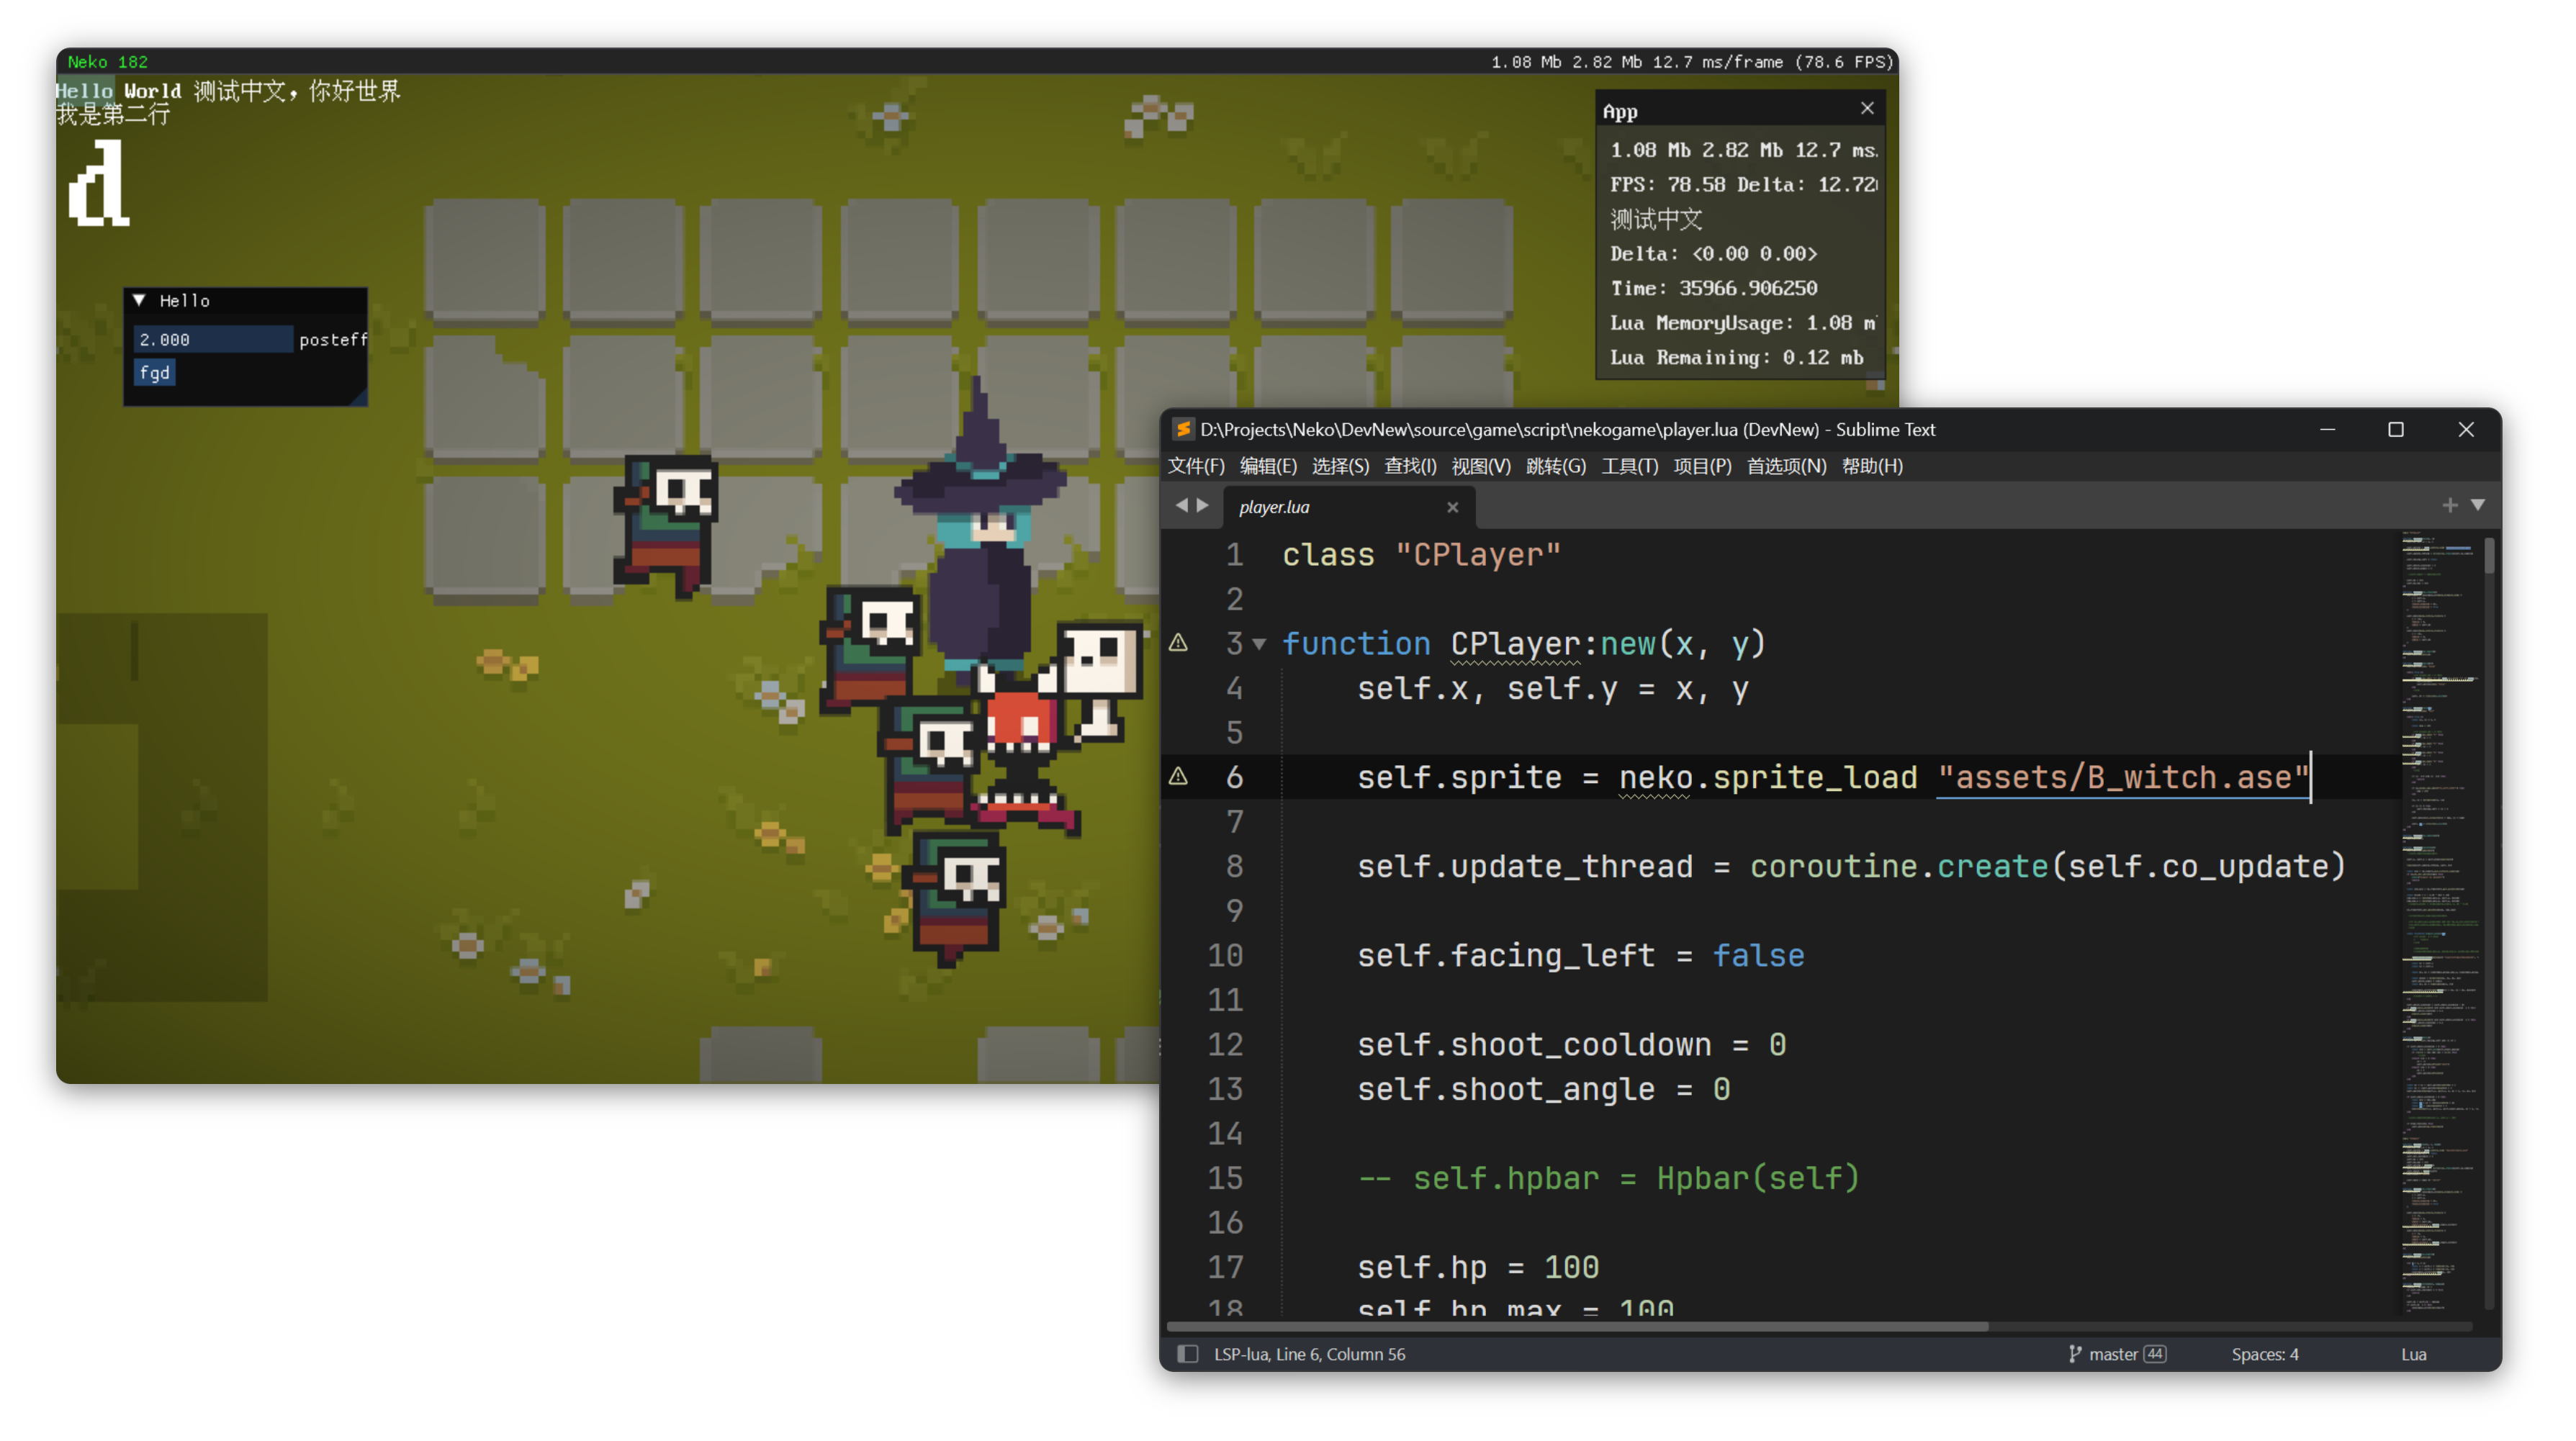 Neko 182
1.08 Mb 2.82 Mb 12.7 ms/frame (78.6 FPS)
Hello World 测试中文，你好世界
我是第二行
d
Hello
2.000 posteff
fgd
App
1.08 Mb 2.82 Mb 12.7 ms
FPS: 78.58 Delta: 12.72
测试中文
Delta: <0.00 0.00>
Time: 35966.906250
Lua MemoryUsage: 1.08 m
Lua Remaining: 0.12 mb
D:\Projects\Neko\DevNew\source\game\script\nekogame\player.lua (DevNew) - Sublime Text
文件(F) 编辑(E) 选择(S) 查找(I) 视图(V) 跳转(G) 工具(T) 项目(P) 首选项(N) 帮助(H)
player.lua
1 class "CPlayer"
2
3 function CPlayer:new(x, y)
4 self.x, self.y = x, y
5
6 self.sprite = neko.sprite_load "assets/B_witch.ase"
7
8 self.update_thread = coroutine.create(self.co_update)
9
10 self.facing_left = false
11
12 self.shoot_cooldown = 0
13 self.shoot_angle = 0
14
15 -- self.hpbar = Hpbar(self)
16
17 self.hp = 100
18 self.hp_max = 100
LSP-lua, Line 6, Column 56
master 44
Spaces: 4
Lua